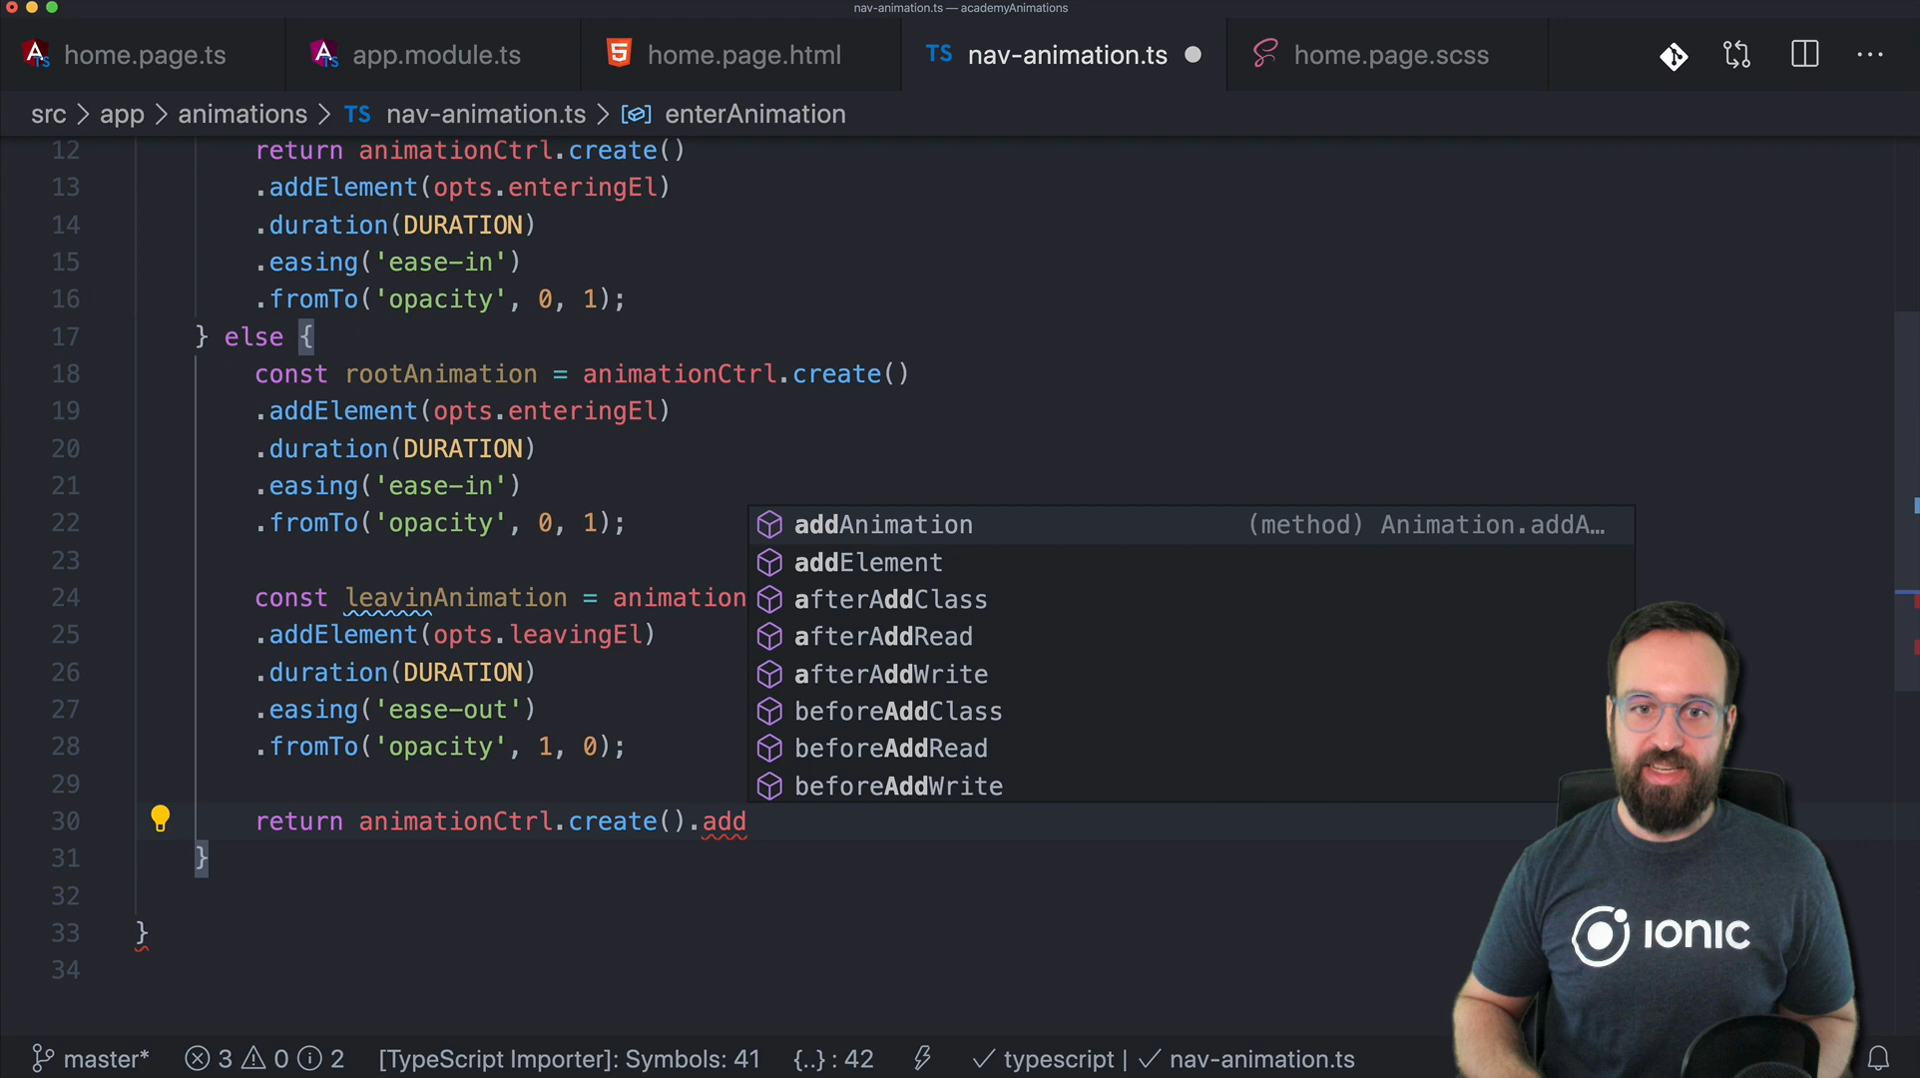 nav-animation.ts — academyAnimations
home.page.ts
app.module.ts
home.page.html
TS nav-animation.ts
home.page.scss
src > app > animations > TS nav-animation.ts > enterAnimation
12 return animationCtrl.create()
13 .addElement(opts.enteringEl)
14 .duration(DURATION)
15 .easing('ease-in')
16 .fromTo('opacity', 0, 1);
17 } else {
18 const rootAnimation = animationCtrl.create()
19 .addElement(opts.enteringEl)
20 .duration(DURATION)
21 .easing('ease-in')
22 .fromTo('opacity', 0, 1);
23
24 const leavinAnimation = animation
25 .addElement(opts.leavingEl)
26 .duration(DURATION)
27 .easing('ease-out')
28 .fromTo('opacity', 1, 0);
29
30 return animationCtrl.create().add
31 }
32
33 }
34
addAnimation (method) Animation.addA…
addElement
afterAddClass
afterAddRead
afterAddWrite
beforeAddClass
beforeAddRead
beforeAddWrite
IONIC
master* 3 0 2 [TypeScript Importer]: Symbols: 41 {..} : 42 typescript | nav-animation.ts